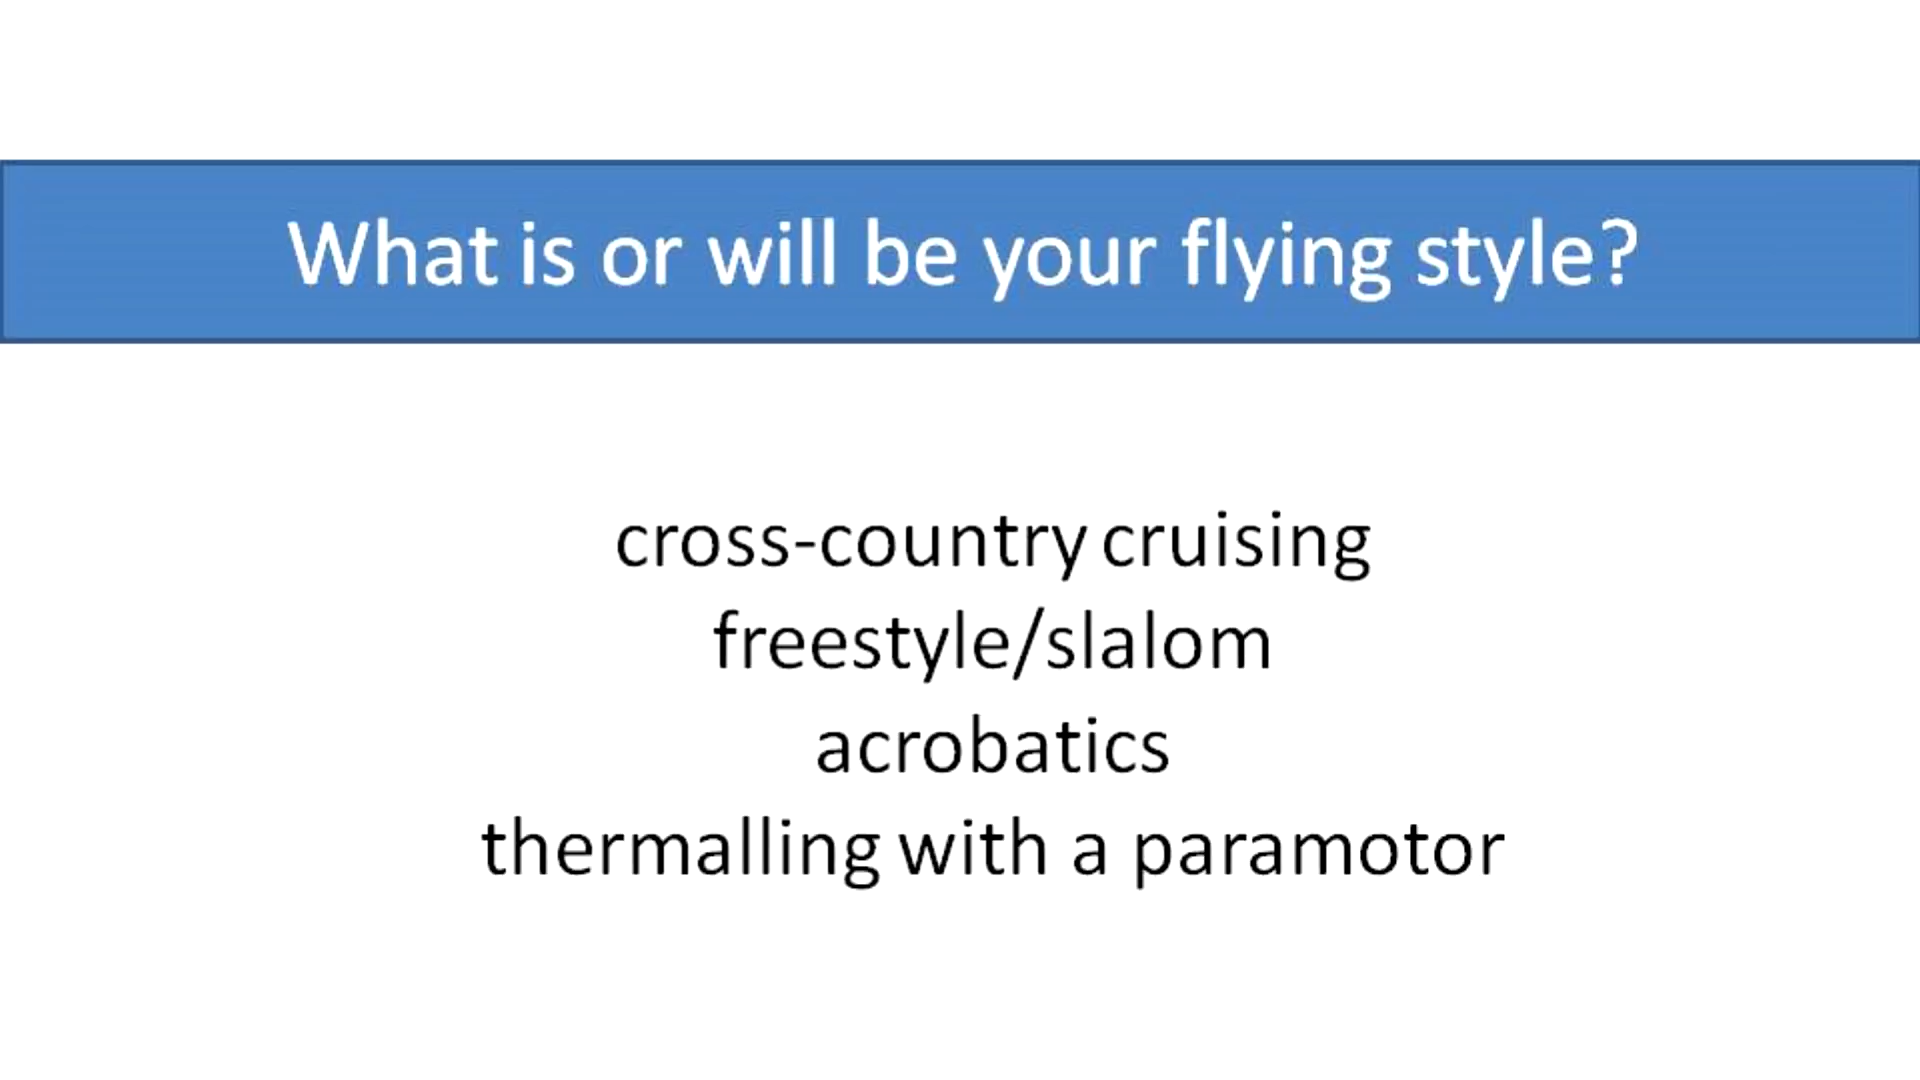 What is or will be your flying style?
cross-country cruising
freestyle/slalom
acrobatics
thermalling with a paramotor